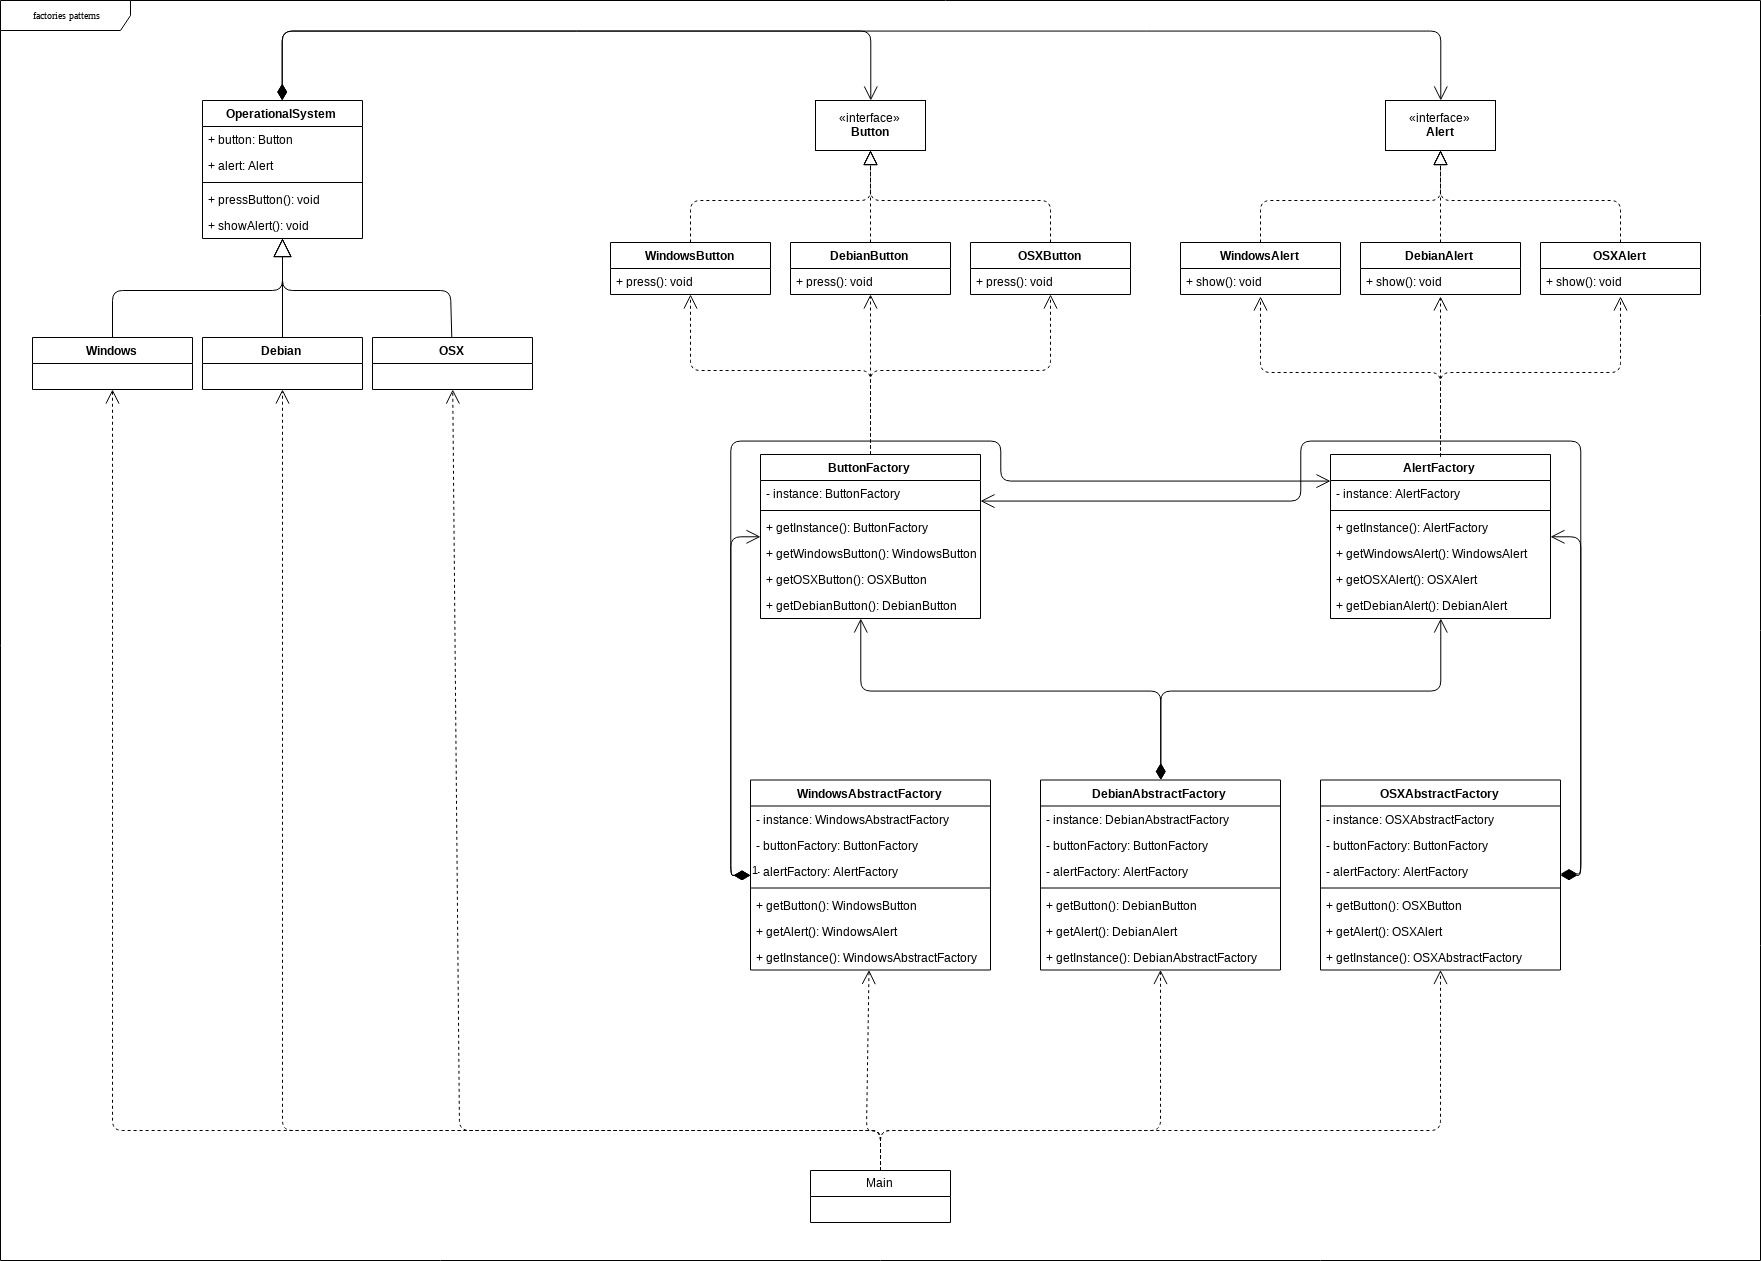 factories patterns
OperationalSystem
+ button: Button
+ alert: Alert
+ pressButton(): void
+ showAlert(): void
«interface»
Button
«interface»
Alert
WindowsButton
+ press(): void
DebianButton
+ press(): void
OSXButton
+ press(): void
WindowsAlert
+ show(): void
DebianAlert
+ show(): void
OSXAlert
+ show(): void
Windows
Debian
OSX
ButtonFactory
- instance: ButtonFactory
+ getInstance(): ButtonFactory
+ getWindowsButton(): WindowsButton
+ getOSXButton(): OSXButton
+ getDebianButton(): DebianButton
AlertFactory
- instance: AlertFactory
+ getInstance(): AlertFactory
+ getWindowsAlert(): WindowsAlert
+ getOSXAlert(): OSXAlert
+ getDebianAlert(): DebianAlert
WindowsAbstractFactory
- instance: WindowsAbstractFactory
- buttonFactory: ButtonFactory
1
- alertFactory: AlertFactory
+ getButton(): WindowsButton
+ getAlert(): WindowsAlert
+ getInstance(): WindowsAbstractFactory
DebianAbstractFactory
- instance: DebianAbstractFactory
- buttonFactory: ButtonFactory
- alertFactory: AlertFactory
+ getButton(): DebianButton
+ getAlert(): DebianAlert
+ getInstance(): DebianAbstractFactory
OSXAbstractFactory
- instance: OSXAbstractFactory
- buttonFactory: ButtonFactory
- alertFactory: AlertFactory
+ getButton(): OSXButton
+ getAlert(): OSXAlert
+ getInstance(): OSXAbstractFactory
Main